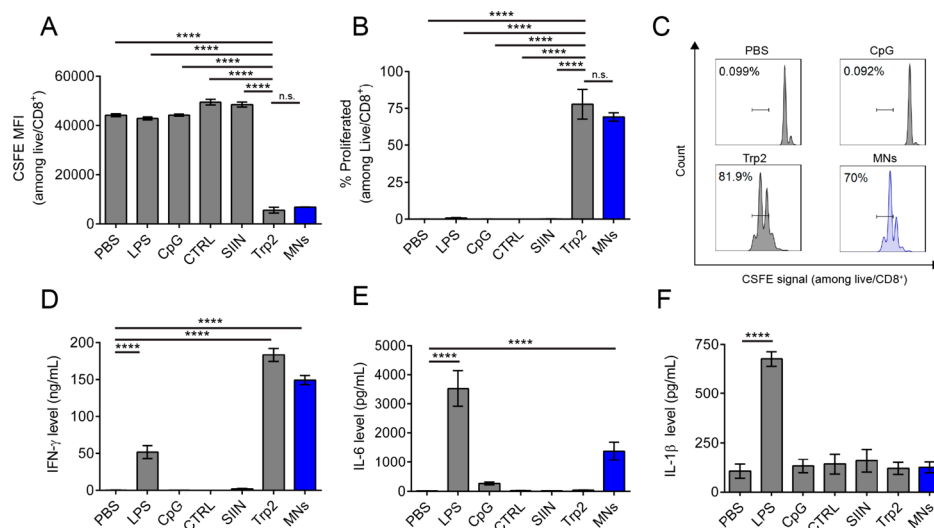 A
****
****
****
****
****
n.s.
CSFE MFI
(among live/CD8⁺)
60000
40000
20000
0
PBS
LPS
CpG
CTRL
SIIN
Trp2
MNs
B
****
****
****
****
****
n.s.
% Proliferated
(among Live/CD8⁺)
100
75
50
25
0
PBS
LPS
CpG
CTRL
SIIN
Trp2
MNs
C
PBS
CpG
0.099%
0.092%
Trp2
MNs
81.9%
70%
Count
CSFE signal (among live/CD8⁺)
D
****
****
****
IFN-γ level (ng/mL)
200
150
100
50
0
PBS
LPS
CpG
CTRL
SIIN
Trp2
MNs
E
****
****
IL-6 level (pg/mL)
5000
4000
3000
2000
1000
0
PBS
LPS
CpG
CTRL
SIIN
Trp2
MNs
F
****
IL-1β level (pg/mL)
750
500
250
0
PBS
LPS
CpG
CTRL
SIIN
Trp2
MNs